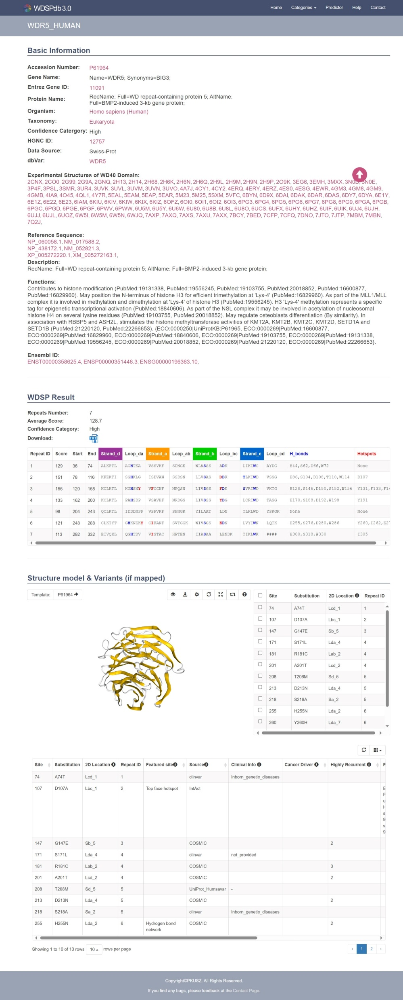 WDSPdb 3.0
Home Categories Predictor Help Contact
WDR5_HUMAN
Basic Information
Accession Number: P61964
Gene Name: Name=WDR5; Synonyms=BIG3;
Entrez Gene ID: 11091
Protein Name: RecName: Full=WD repeat-containing protein 5; AltName:
Full=BMP2-induced 3-kb gene protein;
Organism: Homo sapiens (Human)
Taxonomy: Eukaryota
Confidence Catergory: High
HGNC ID: 12757
Data Source: Swiss-Prot
dbVar: WDR5
Experimental Structures of WD40 Domain:
2CNX, 2CO0, 2G99, 2G9A, 2GNQ, 2H13, 2H14, 2H68, 2H6K, 2H6N, 2H6Q, 2H9L, 2H9M, 2H9N, 2H9P, 2O9K, 3EG6, 3EMH, 3MXX, 3N0D, 3N0E,
3P4F, 3PSL, 3SMR, 3UR4, 3UVK, 3UVL, 3UVM, 3UVN, 3UVO, 4A7J, 4CY1, 4CY2, 4ERQ, 4ERY, 4ERZ, 4ES0, 4ESG, 4EWR, 4GM3, 4GM8, 4GM9,
4GMB, 4IA9, 4O45, 4QL1, 4Y7R, 5EAL, 5EAM, 5EAP, 5EAR, 5M23, 5M25, 5SXM, 5VFC, 6BYN, 6D9X, 6DAI, 6DAK, 6DAR, 6DAS, 6DY7, 6DYA, 6E1Y,
6E1Z, 6E22, 6E23, 6IAM, 6KIU, 6KIV, 6KIW, 6KIX, 6KIZ, 6OFZ, 6OI0, 6OI1, 6OI2, 6OI3, 6PG3, 6PG4, 6PG5, 6PG6, 6PG7, 6PG8, 6PG9, 6PGA, 6PGB,
6PGC, 6PGD, 6PGE, 6PGF, 6PWV, 6PWW, 6U5M, 6U5Y, 6U6W, 6U80, 6U8B, 6U8L, 6U8O, 6UCS, 6UFX, 6UHY, 6UHZ, 6UIF, 6UIK, 6UJ4, 6UJH,
6UJJ, 6UJL, 6UOZ, 6W5I, 6W5M, 6W5N, 6WJQ, 7AXP, 7AXQ, 7AXS, 7AXU, 7AXX, 7BCY, 7BED, 7CFP, 7CFQ, 7DNO, 7JTO, 7JTP, 7MBM, 7MBN,
7Q2J,
Reference Sequence:
NP_060058.1, NM_017588.2,
NP_438172.1, NM_052821.3,
XP_005272220.1, XM_005272163.1,
Description:
RecName: Full=WD repeat-containing protein 5; AltName: Full=BMP2-induced 3-kb gene protein;
Functions:
Contributes to histone modification (PubMed:19131338, PubMed:19556245, PubMed:19103755, PubMed:20018852, PubMed:16600877,
PubMed:16829960). May position the N-terminus of histone H3 for efficient trimethylation at 'Lys-4' (PubMed:16829960). As part of the MLL1/MLL
complex it is involved in methylation and dimethylation at 'Lys-4' of histone H3 (PubMed:19556245). H3 'Lys-4' methylation represents a specific
tag for epigenetic transcriptional activation (PubMed:18840606). As part of the NSL complex it may be involved in acetylation of nucleosomal
histone H4 on several lysine residues (PubMed:19103755, PubMed:20018852). May regulate osteoblasts differentiation (By similarity). In
association with RBBP5 and ASH2L, stimulates the histone methyltransferase activities of KMT2A, KMT2B, KMT2C, KMT2D, SETD1A and
SETD1B (PubMed:21220120, PubMed:22266653). {ECO:0000250|UniProtKB:P61965, ECO:0000269|PubMed:16600877,
ECO:0000269|PubMed:16829960, ECO:0000269|PubMed:18840606, ECO:0000269|PubMed:19103755, ECO:0000269|PubMed:19131338,
ECO:0000269|PubMed:19556245, ECO:0000269|PubMed:20018852, ECO:0000269|PubMed:21220120, ECO:0000269|PubMed:22266653}.
Ensembl ID:
ENST00000358625.4, ENSP00000351446.3, ENSG00000196363.10,
WDSP Result
Repeats Number: 7
Average Score: 128.7
Confidence Category: High
Download: TXT
Repeat ID Score Start End Strand_d Loop_da Strand_a Loop_ab Strand_b Loop_bc Strand_c Loop_cd H_bonds Hotspots
1 129 36 74 ALKFTL AGHTKA VSSVKF SPNGE WLASSS ADK LIKIWG AYDG H44,S62,D66,W72 None
2 151 78 116 KFEKTI SGHKLG ISDVAW SSDSN LLVSAS DDK TLKIWD VSSG H86,S104,D108,T110,W114 D107
3 156 120 158 KCLKTL KGHSNY VFCCNF NPQSN LIVSGS FDE SVRIWD VKTG H128,S146,D150,S152,W156 Y131,F133,F14
4 133 162 200 KCLKTL PAHSDP VSAVHF NRDGS LIVSSS YDG LCRIWD TASG H170,S188,D192,W198 Y191
5 98 204 243 QCLKTL IDDDNPP VSFVKF SPNGK YILAAT LDN TLKLWD YSKGK None None
6 121 248 288 CLKTYT GHKNEKY CIFANF SVTGGK WIVSGS EDN LVYIWN LQTK H255,S276,D280,W286 Y260,I262,E27
7 113 292 332 EIVQKL QGHTDV VISTAC HPTEN IIASAA LENDK TIKLWK #### H300,S318,W330 I305
Structure model & Variants (if mapped)
Template: P61964
Site Substitution 2D Location Repeat ID
74 A74T Lcd_1 1
107 D107A Lbc_1 2
147 G147E Sb_5 3
171 S171L Lda_4 4
181 R181C Lab_2 4
201 A201T Lcd_2 4
208 T208M Sd_5 5
213 D213N Lda_4 5
218 S218A Sa_2 5
255 H255N Lda_2 6
260 Y260H Lda_7 6
Site Substitution 2D Location Repeat ID Featured site Source Clinical Info Cancer Driver Highly Recurrent P
74 A74T Lcd_1 1 clinvar Inborn_genetic_diseases
107 D107A Lbc_1 2 Top face hotspot IntAct E
P
u
H
s
9
s
9
147 G147E Sb_5 3 COSMIC 2
171 S171L Lda_4 4 clinvar not_provided
181 R181C Lab_2 4 COSMIC 3
201 A201T Lcd_2 4 COSMIC 2
208 T208M Sd_5 5 UniProt_Humsavar -
213 D213N Lda_4 5 COSMIC 2
218 S218A Sa_2 5 clinvar Inborn_genetic_diseases
255 H255N Lda_2 6 Hydrogen bond COSMIC 2
network
Showing 1 to 10 of 13 rows 10 rows per page
‹ 1 2 ›
Copyright©PKUSZ. All Rights Reserved.
If you find any bugs, please feedback at the Contact Page.